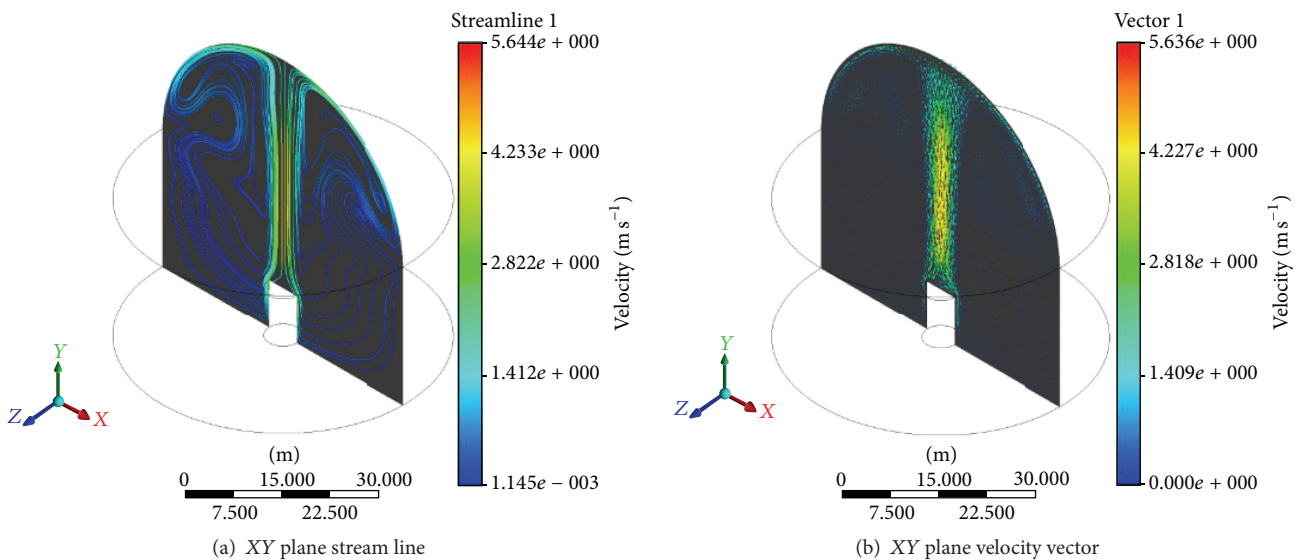 Streamline 1
5.644e + 000
4.233e + 000
2.822e + 000
1.412e + 000
1.145e − 003
Velocity (m s⁻¹)
Y
Z
X
(m)
0 15.000 30.000
7.500 22.500
(a) XY plane stream line
Vector 1
5.636e + 000
4.227e + 000
2.818e + 000
1.409e + 000
0.000e + 000
Velocity (m s⁻¹)
Y
Z
X
(m)
0 15.000 30.000
7.500 22.500
(b) XY plane velocity vector